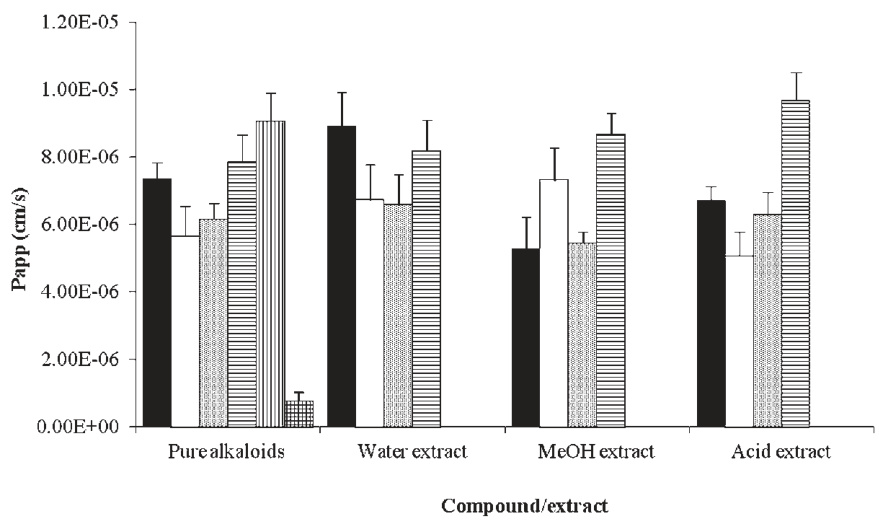 1.20E-05
1.00E-05
8.00E-06
6.00E-06
4.00E-06
2.00E-06
0.00E+00
Papp (cm/s)
Pure alkaloids Water extract MeOH extract Acid extract
Compound/extract